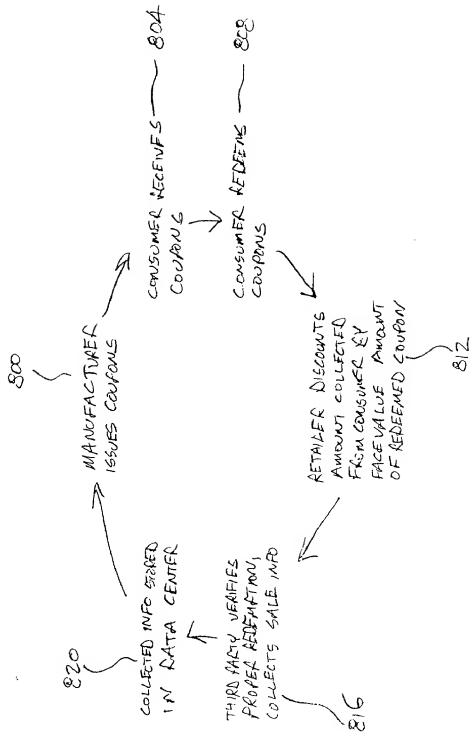 800
MANUFACTURER
ISSUES COUPONS
CONSUMER RECEIVES
COUPONS
804
CONSUMER REDEEMS
COUPONS
808
RETAILER DISCOUNTS
AMOUNT COLLECTED
FROM CONSUMER BY
FACE VALUE AMOUNT
OF REDEEMED COUPON
812
THIRD PARTY VERIFIES
PROPER REDEMPTION,
COLLECTS SALE INFO
816
COLLECTED INFO STORED
IN DATA CENTER
820